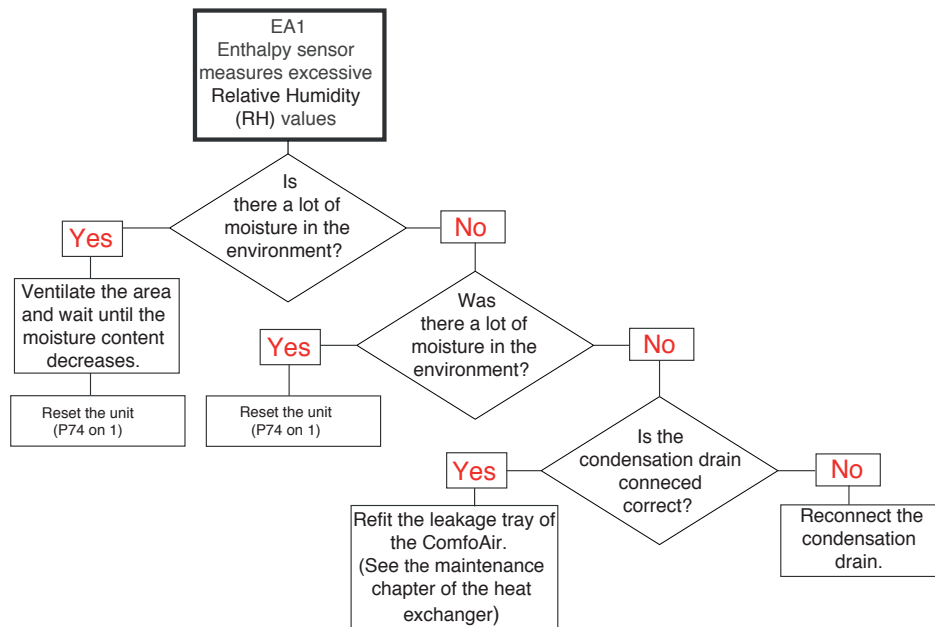 EA1
Enthalpy sensor
measures excessive
Relative Humidity
(RH) values
Is
there a lot of
moisture in the
environment?
Yes
No
Ventilate the area
and wait until the
moisture content
decreases.
Reset the unit
(P74 on 1)
Was
there a lot of
moisture in the
environment?
Yes
No
Reset the unit
(P74 on 1)
Is the
condensation drain
conneced
correct?
Yes
No
Refit the leakage tray of
the ComfoAir.
(See the maintenance
chapter of the heat
exchanger)
Reconnect the
condensation
drain.